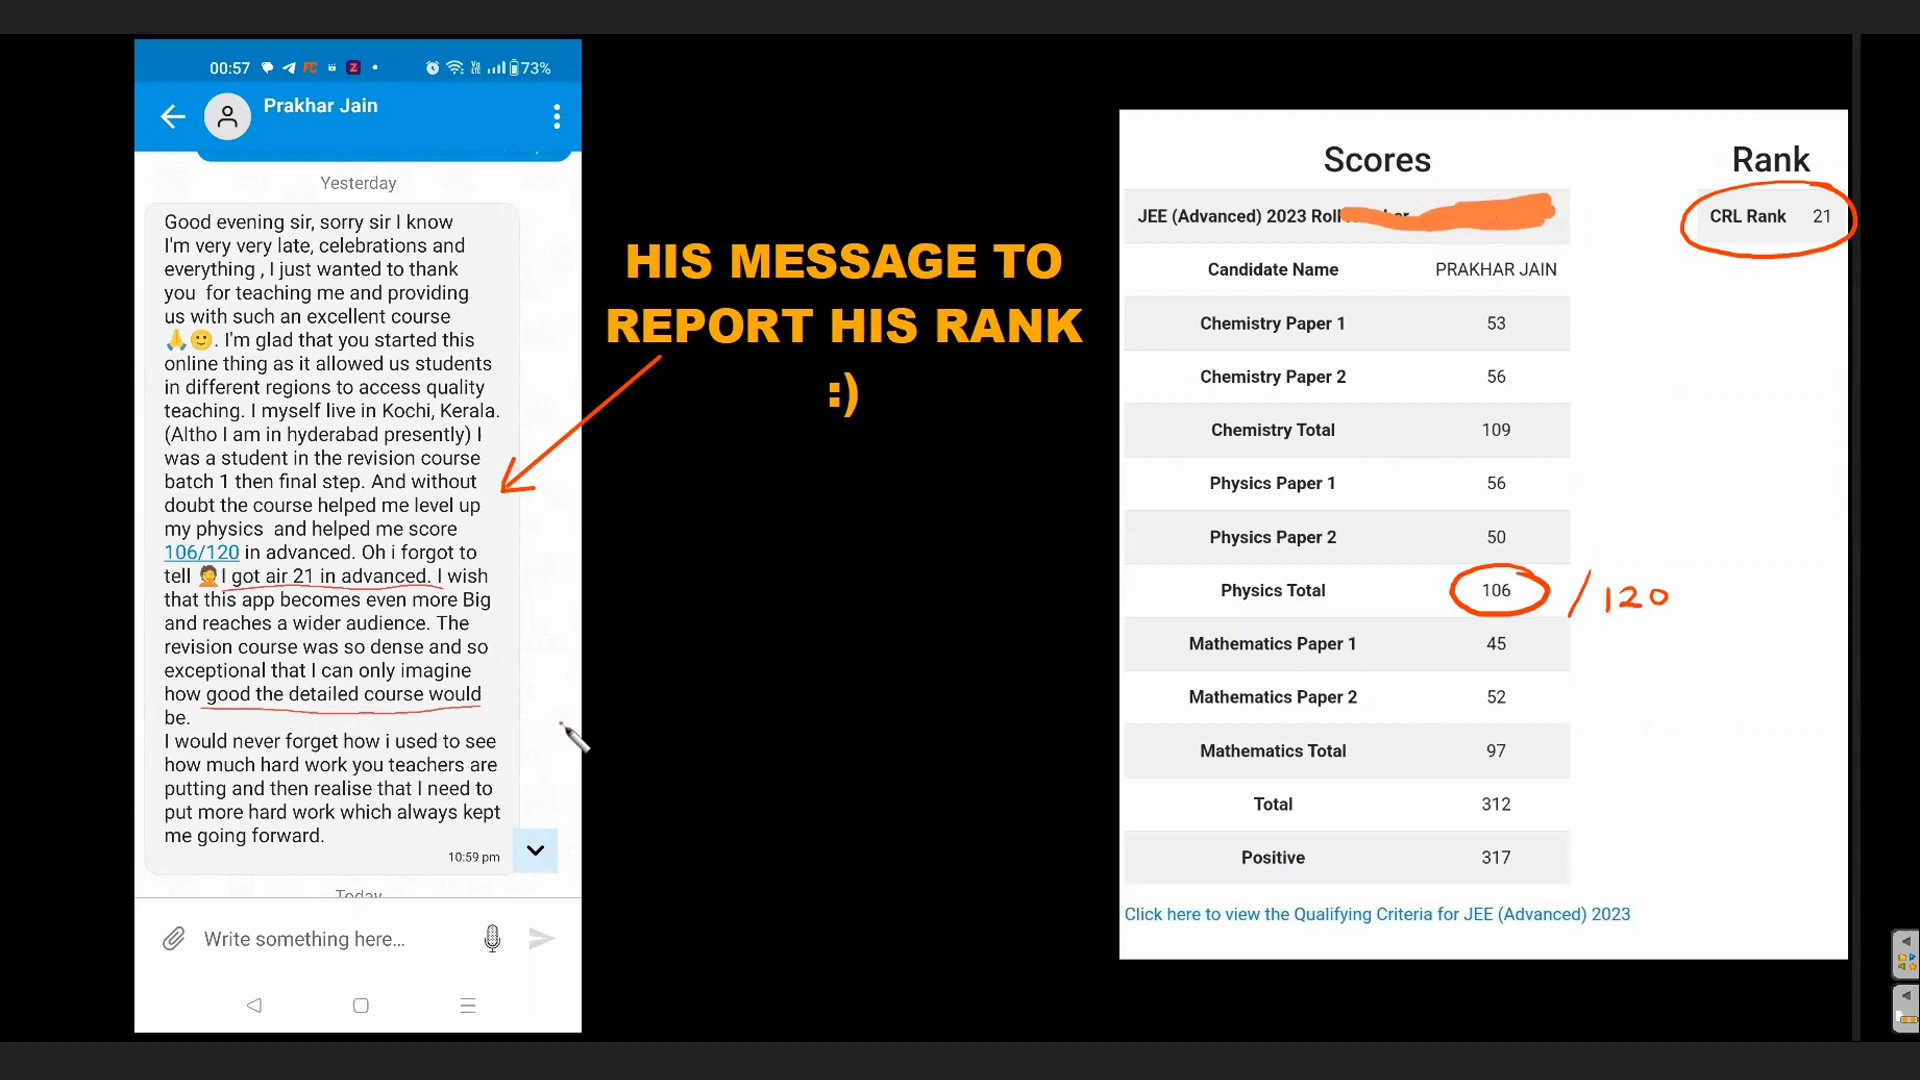 00:57
73%
Prakhar Jain
Yesterday
Good evening sir, sorry sir I know
I'm very very late, celebrations and
everything , I just wanted to thank
you  for teaching me and providing
us with such an excellent course
🙏🙂. I'm glad that you started this
online thing as it allowed us students
in different regions to access quality
teaching. I myself live in Kochi, Kerala.
(Altho I am in hyderabad presently) I
was a student in the revision course
batch 1 then final step. And without
doubt the course helped me level up
my physics  and helped me score
106/120 in advanced. Oh i forgot to
tell 🤦I got air 21 in advanced. I wish
that this app becomes even more Big
and reaches a wider audience. The
revision course was so dense and so
exceptional that I can only imagine
how good the detailed course would
be.
I would never forget how i used to see
how much hard work you teachers are
putting and then realise that I need to
put more hard work which always kept
me going forward.
10:59 pm
Today
Write something here...
HIS MESSAGE TO
REPORT HIS RANK
:)
Scores
JEE (Advanced) 2023 Roll
Candidate Name PRAKHAR JAIN
Chemistry Paper 1 53
Chemistry Paper 2 56
Chemistry Total 109
Physics Paper 1 56
Physics Paper 2 50
Physics Total 106 / 120
Mathematics Paper 1 45
Mathematics Paper 2 52
Mathematics Total 97
Total 312
Positive 317
Click here to view the Qualifying Criteria for JEE (Advanced) 2023
Rank
CRL Rank 21